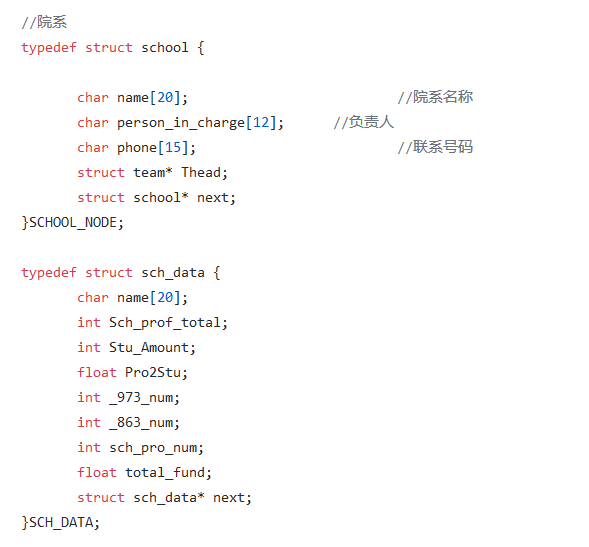 //院系
typedef struct school {
char name[20]; //院系名称
char person_in_charge[12]; //负责人
char phone[15]; //联系号码
struct team* Thead;
struct school* next;
}SCHOOL_NODE;
typedef struct sch_data {
char name[20];
int Sch_prof_total;
int Stu_Amount;
float Pro2Stu;
int _973_num;
int _863_num;
int sch_pro_num;
float total_fund;
struct sch_data* next;
}SCH_DATA;